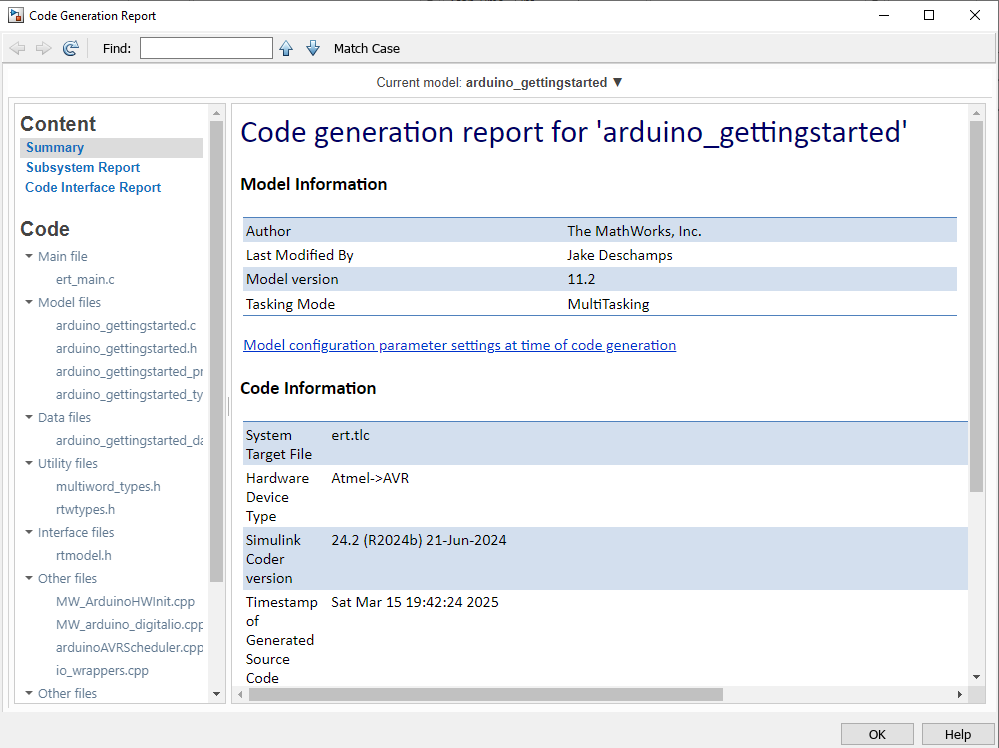 Code Generation Report
Find:
Match Case
Current model: arduino_gettingstarted ▼
Content
Summary
Subsystem Report
Code Interface Report
Code
Main file
ert_main.c
Model files
arduino_gettingstarted.c
arduino_gettingstarted.h
arduino_gettingstarted_pr
arduino_gettingstarted_ty
Data files
arduino_gettingstarted_da
Utility files
multiword_types.h
rtwtypes.h
Interface files
rtmodel.h
Other files
MW_ArduinoHWInit.cpp
MW_arduino_digitalio.cpp
arduinoAVRScheduler.cpp
io_wrappers.cpp
Other files
Code generation report for 'arduino_gettingstarted'
Model Information
Author The MathWorks, Inc.
Last Modified By Jake Deschamps
Model version 11.2
Tasking Mode MultiTasking
Model configuration parameter settings at time of code generation
Code Information
System ert.tlc
Target File
Hardware Atmel->AVR
Device
Type
Simulink 24.2 (R2024b) 21-Jun-2024
Coder
version
Timestamp Sat Mar 15 19:42:24 2025
of
Generated
Source
Code
OK
Help